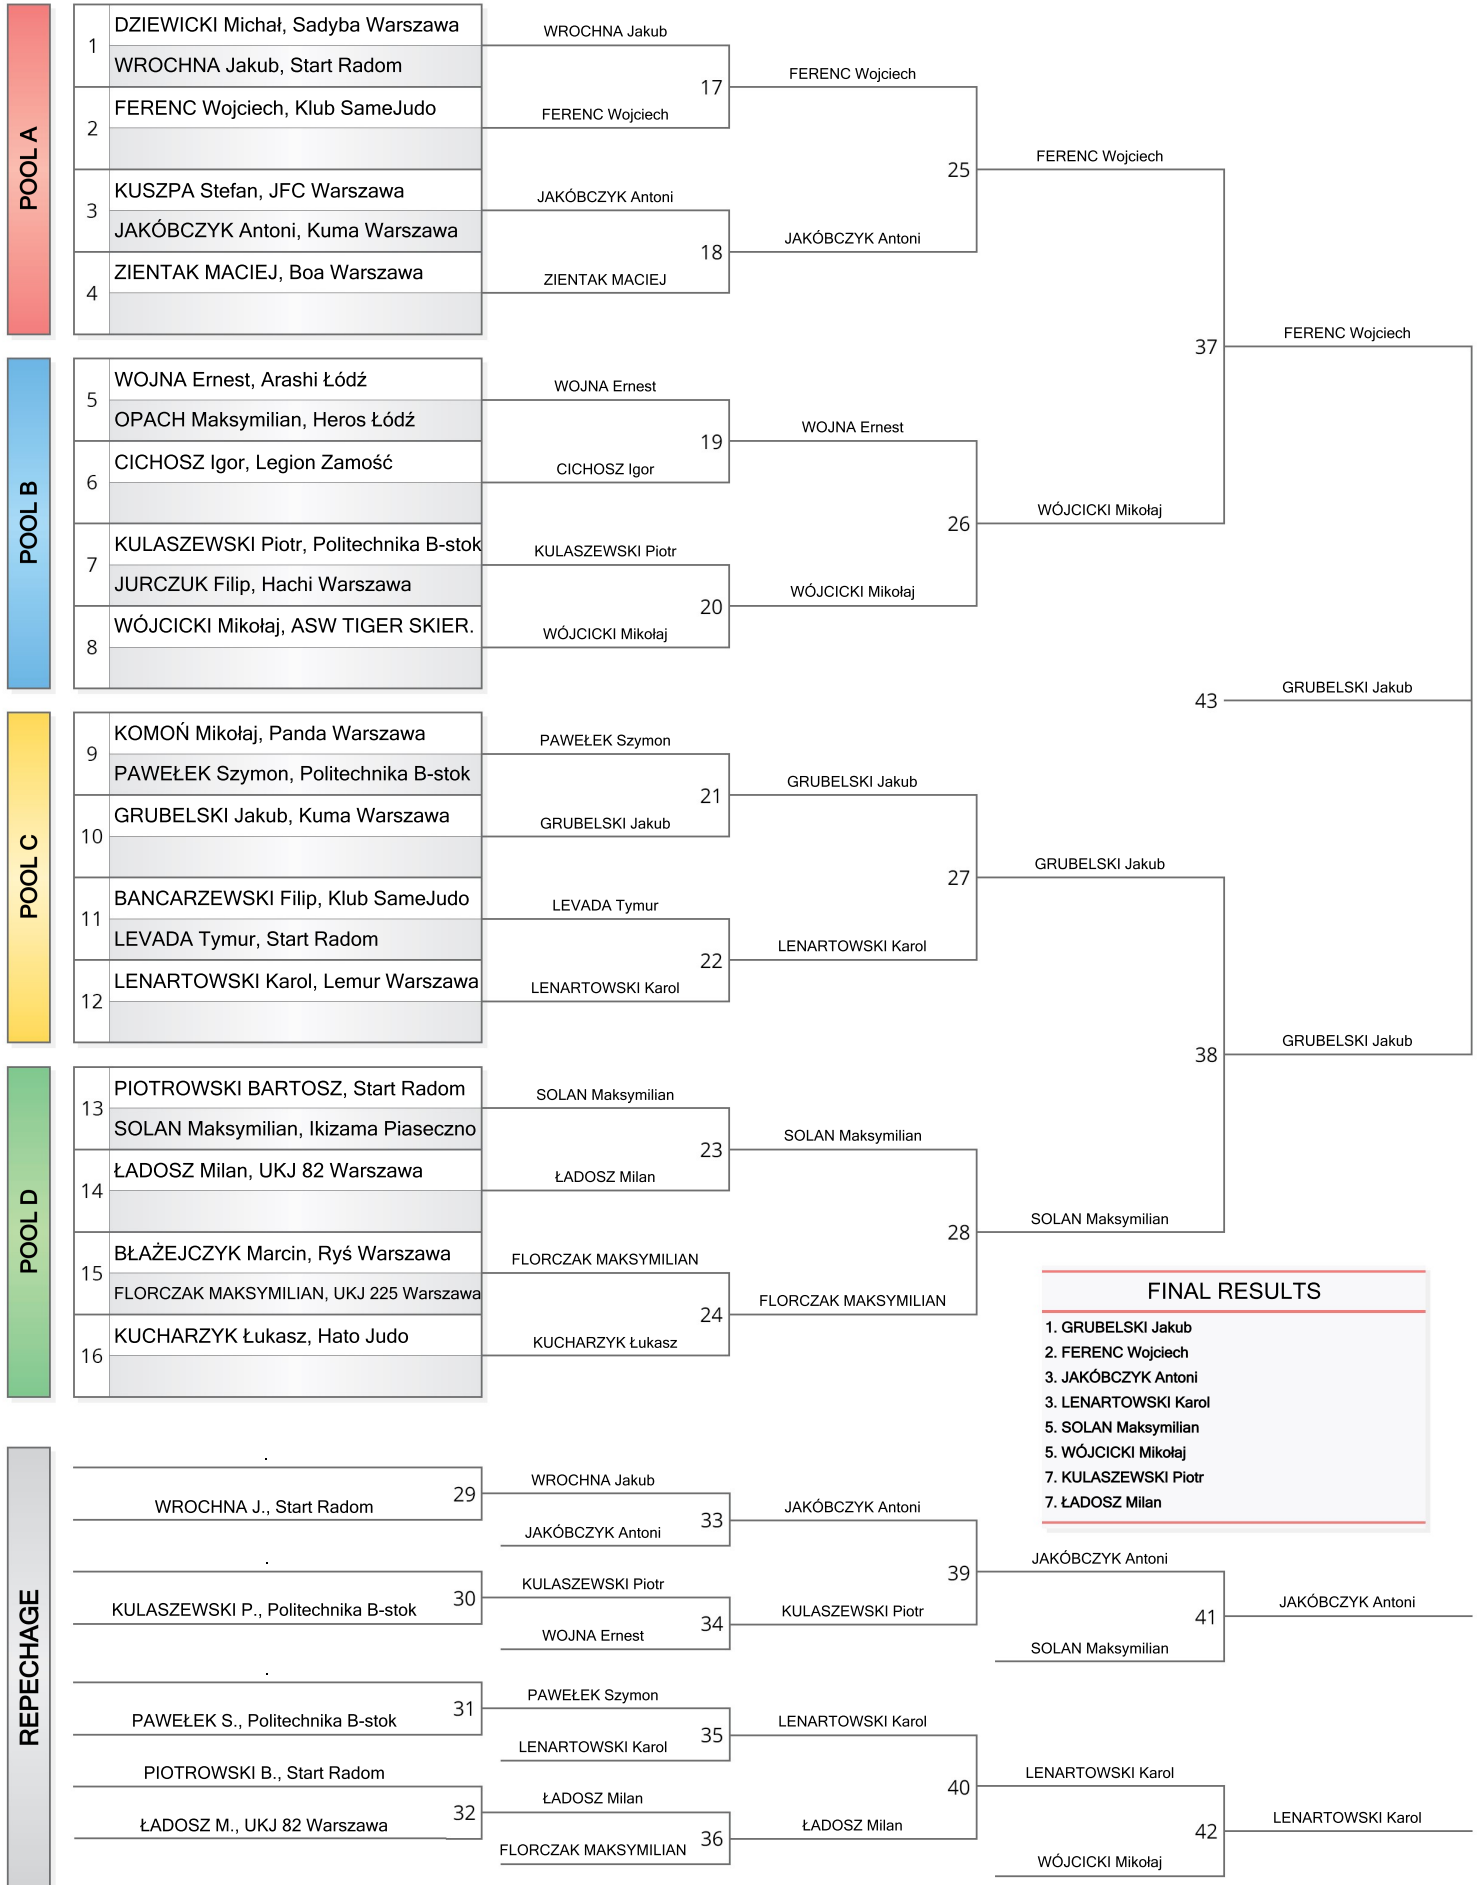 POOL A
1
DZIEWICKI Michał, Sadyba Warszawa
WROCHNA Jakub, Start Radom
2
FERENC Wojciech, Klub SameJudo
3
KUSZPA Stefan, JFC Warszawa
JAKÓBCZYK Antoni, Kuma Warszawa
4
ZIENTAK MACIEJ, Boa Warszawa
WROCHNA Jakub
17
FERENC Wojciech
JAKÓBCZYK Antoni
18
ZIENTAK MACIEJ
FERENC Wojciech
25
JAKÓBCZYK Antoni
FERENC Wojciech
POOL B
5
WOJNA Ernest, Arashi Łódź
OPACH Maksymilian, Heros Łódź
6
CICHOSZ Igor, Legion Zamość
7
KULASZEWSKI Piotr, Politechnika B-stok
JURCZUK Filip, Hachi Warszawa
8
WÓJCICKI Mikołaj, ASW TIGER SKIER.
WOJNA Ernest
19
CICHOSZ Igor
KULASZEWSKI Piotr
20
WÓJCICKI Mikołaj
WOJNA Ernest
26
WÓJCICKI Mikołaj
WÓJCICKI Mikołaj
37
FERENC Wojciech
43
GRUBELSKI Jakub
POOL C
9
KOMOŃ Mikołaj, Panda Warszawa
PAWEŁEK Szymon, Politechnika B-stok
10
GRUBELSKI Jakub, Kuma Warszawa
11
BANCARZEWSKI Filip, Klub SameJudo
LEVADA Tymur, Start Radom
12
LENARTOWSKI Karol, Lemur Warszawa
PAWEŁEK Szymon
21
GRUBELSKI Jakub
LEVADA Tymur
22
LENARTOWSKI Karol
GRUBELSKI Jakub
27
LENARTOWSKI Karol
GRUBELSKI Jakub
POOL D
13
PIOTROWSKI BARTOSZ, Start Radom
SOLAN Maksymilian, Ikizama Piaseczno
14
ŁADOSZ Milan, UKJ 82 Warszawa
15
BŁAŻEJCZYK Marcin, Ryś Warszawa
FLORCZAK MAKSYMILIAN, UKJ 225 Warszawa
16
KUCHARZYK Łukasz, Hato Judo
SOLAN Maksymilian
23
ŁADOSZ Milan
FLORCZAK MAKSYMILIAN
24
KUCHARZYK Łukasz
SOLAN Maksymilian
28
FLORCZAK MAKSYMILIAN
SOLAN Maksymilian
38
GRUBELSKI Jakub
FINAL RESULTS
1. GRUBELSKI Jakub
2. FERENC Wojciech
3. JAKÓBCZYK Antoni
3. LENARTOWSKI Karol
5. SOLAN Maksymilian
5. WÓJCICKI Mikołaj
7. KULASZEWSKI Piotr
7. ŁADOSZ Milan
REPECHAGE
.
29
WROCHNA J., Start Radom
.
30
KULASZEWSKI P., Politechnika B-stok
.
31
PAWEŁEK S., Politechnika B-stok
PIOTROWSKI B., Start Radom
32
ŁADOSZ M., UKJ 82 Warszawa
WROCHNA Jakub
33
JAKÓBCZYK Antoni
KULASZEWSKI Piotr
34
WOJNA Ernest
PAWEŁEK Szymon
35
LENARTOWSKI Karol
ŁADOSZ Milan
36
FLORCZAK MAKSYMILIAN
JAKÓBCZYK Antoni
39
KULASZEWSKI Piotr
LENARTOWSKI Karol
40
ŁADOSZ Milan
JAKÓBCZYK Antoni
41
SOLAN Maksymilian
LENARTOWSKI Karol
42
WÓJCICKI Mikołaj
JAKÓBCZYK Antoni
LENARTOWSKI Karol